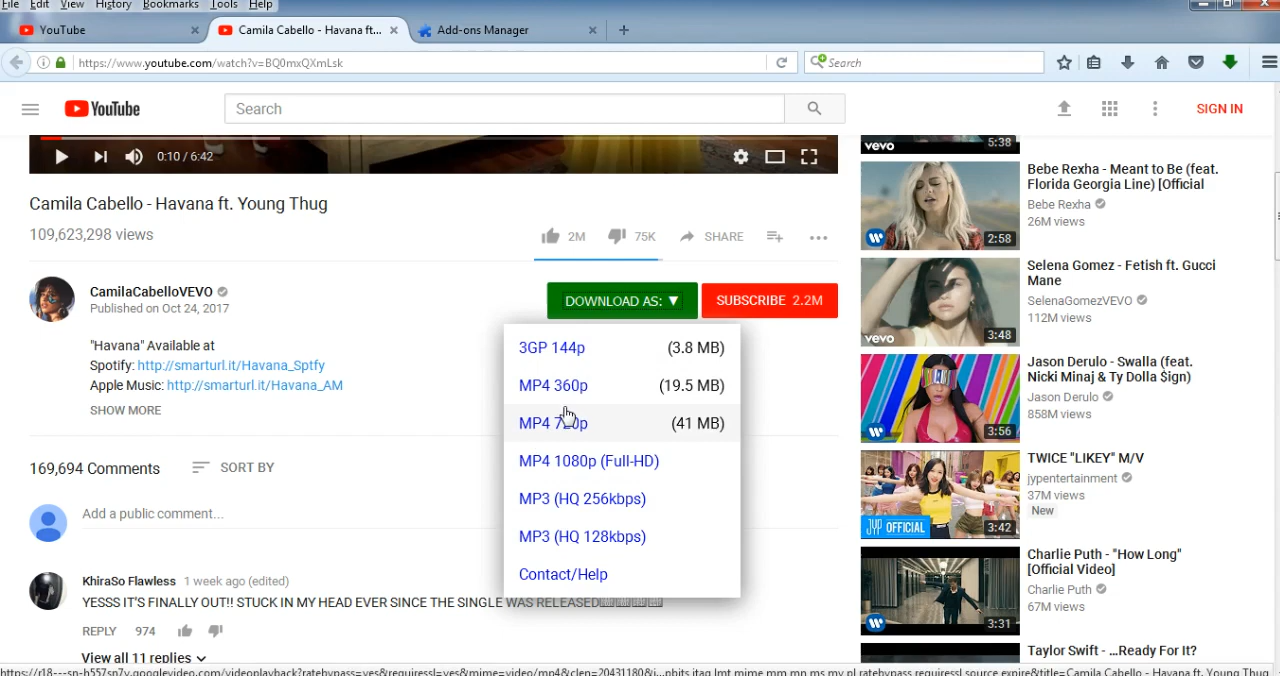 File Edit View History Bookmarks Tools Help
YouTube
Camila Cabello - Havana ft...
Add-ons Manager
https://www.youtube.com/watch?v=BQ0mxQXmLsk
Search
YouTube
Search
SIGN IN
0:10 / 6:42
Camila Cabello - Havana ft. Young Thug
109,623,298 views
2M 75K SHARE
CamilaCabelloVEVO
Published on Oct 24, 2017
DOWNLOAD AS: ▼
SUBSCRIBE 2.2M
"Havana" Available at
Spotify: http://smarturl.it/Havana_Sptfy
Apple Music: http://smarturl.it/Havana_AM
SHOW MORE
3GP 144p (3.8 MB)
MP4 360p (19.5 MB)
MP4 720p (41 MB)
MP4 1080p (Full-HD)
MP3 (HQ 256kbps)
MP3 (HQ 128kbps)
Contact/Help
169,694 Comments
SORT BY
Add a public comment...
KhiraSo Flawless 1 week ago (edited)
YESSS IT'S FINALLY OUT!! STUCK IN MY HEAD EVER SINCE THE SINGLE WAS RELEASED
REPLY 974
View all 11 replies
vevo
5:38
Bebe Rexha - Meant to Be (feat.
Florida Georgia Line) [Official
Bebe Rexha
26M views
2:58
Selena Gomez - Fetish ft. Gucci
Mane
SelenaGomezVEVO
112M views
vevo
3:48
Jason Derulo - Swalla (feat.
Nicki Minaj & Ty Dolla $ign)
Jason Derulo
858M views
3:56
TWICE "LIKEY" M/V
jypentertainment
37M views
New
JYP OFFICIAL
3:42
Charlie Puth - "How Long"
[Official Video]
Charlie Puth
67M views
3:31
Taylor Swift - ...Ready For It?